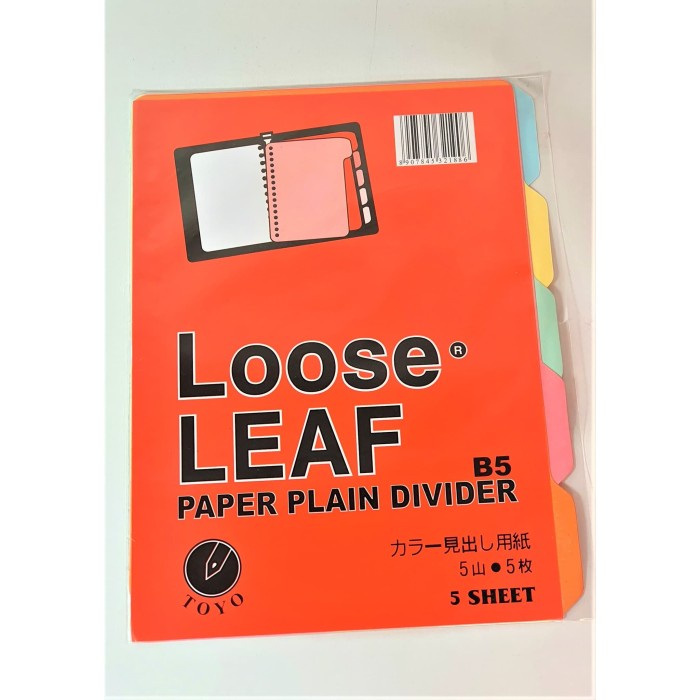 8907845321886
Loose®
LEAF
B5
PAPER PLAIN DIVIDER
カラー見出し用紙
5山●5枚
5 SHEET
TOYO